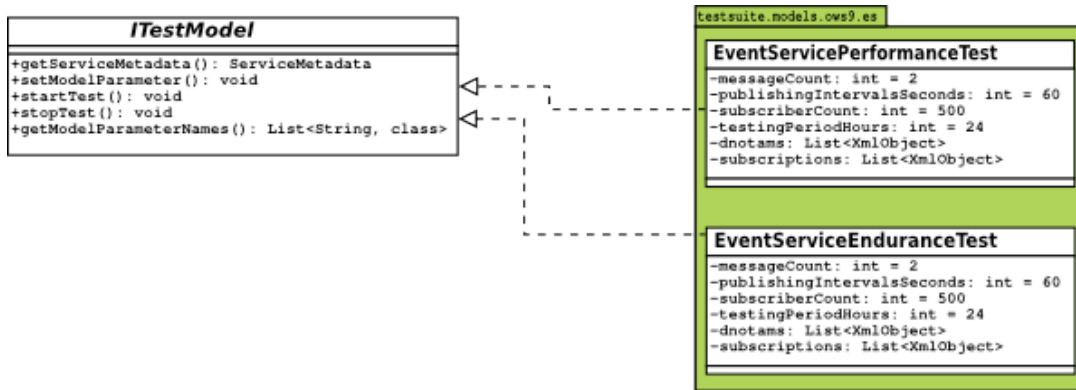 ITestModel
+getServiceMetadata(): ServiceMetadata
+setModelParameter(): void
+startTest(): void
+stopTest(): void
+getModelParameterNames(): List<String, class>
testsuite.models.ows9.es
EventServicePerformanceTest
-messageCount: int = 2
-publishingIntervalsSeconds: int = 60
-subscriberCount: int = 500
-testingPeriodHours: int = 24
-dnotams: List<XmlObject>
-subscriptions: List<XmlObject>
EventServiceEnduranceTest
-messageCount: int = 2
-publishingIntervalsSeconds: int = 60
-subscriberCount: int = 500
-testingPeriodHours: int = 24
-dnotams: List<XmlObject>
-subscriptions: List<XmlObject>